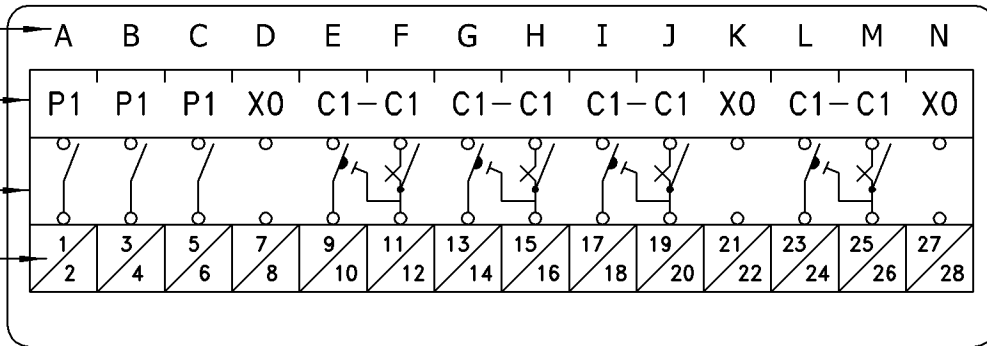 A B C D E F G H I J K L M N
P1 P1 P1 X0 C1-C1 C1-C1 C1-C1 X0 C1-C1 X0
1 3 5 7 9 11 13 15 17 19 21 23 25 27
2 4 6 8 10 12 14 16 18 20 22 24 26 28